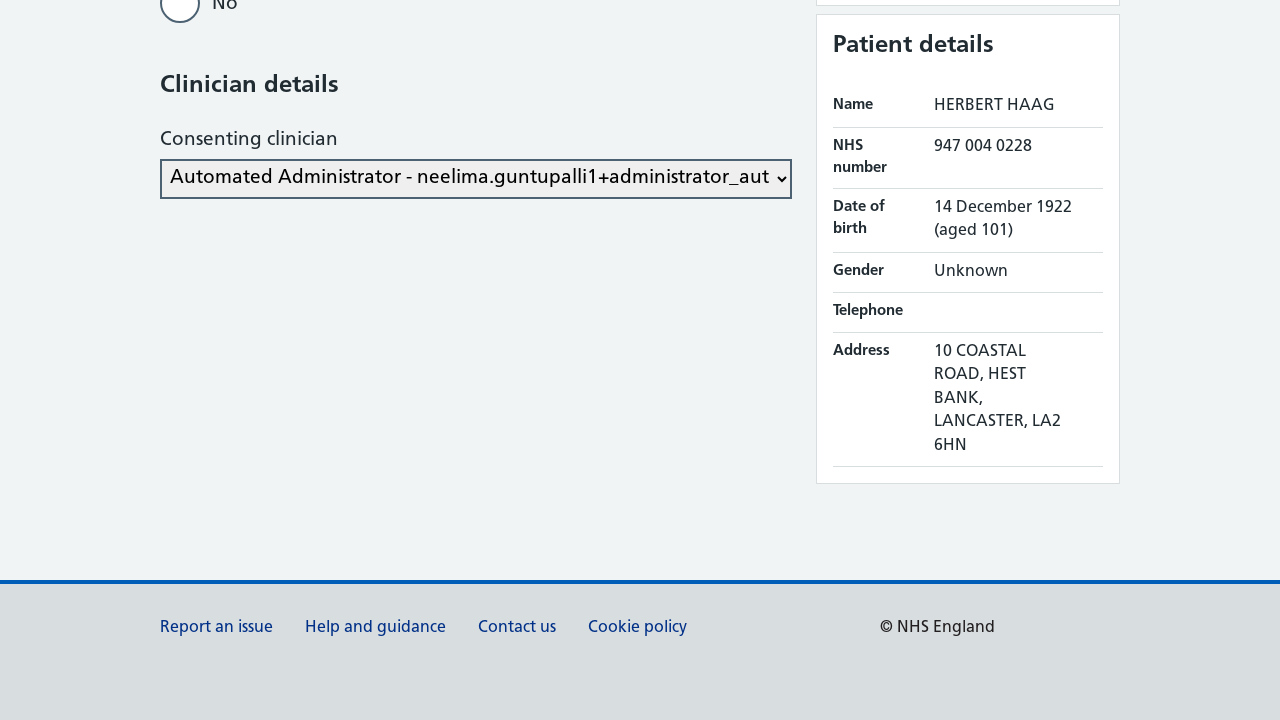 No
Clinician details
Consenting clinician
Automated Administrator - neelima.guntupalli1+administrator_aut
Patient details
Name HERBERT HAAG
NHS number 947 004 0228
Date of birth 14 December 1922 (aged 101)
Gender Unknown
Telephone
Address 10 COASTAL
ROAD, HEST
BANK,
LANCASTER, LA2
6HN
Report an issue Help and guidance Contact us Cookie policy © NHS England